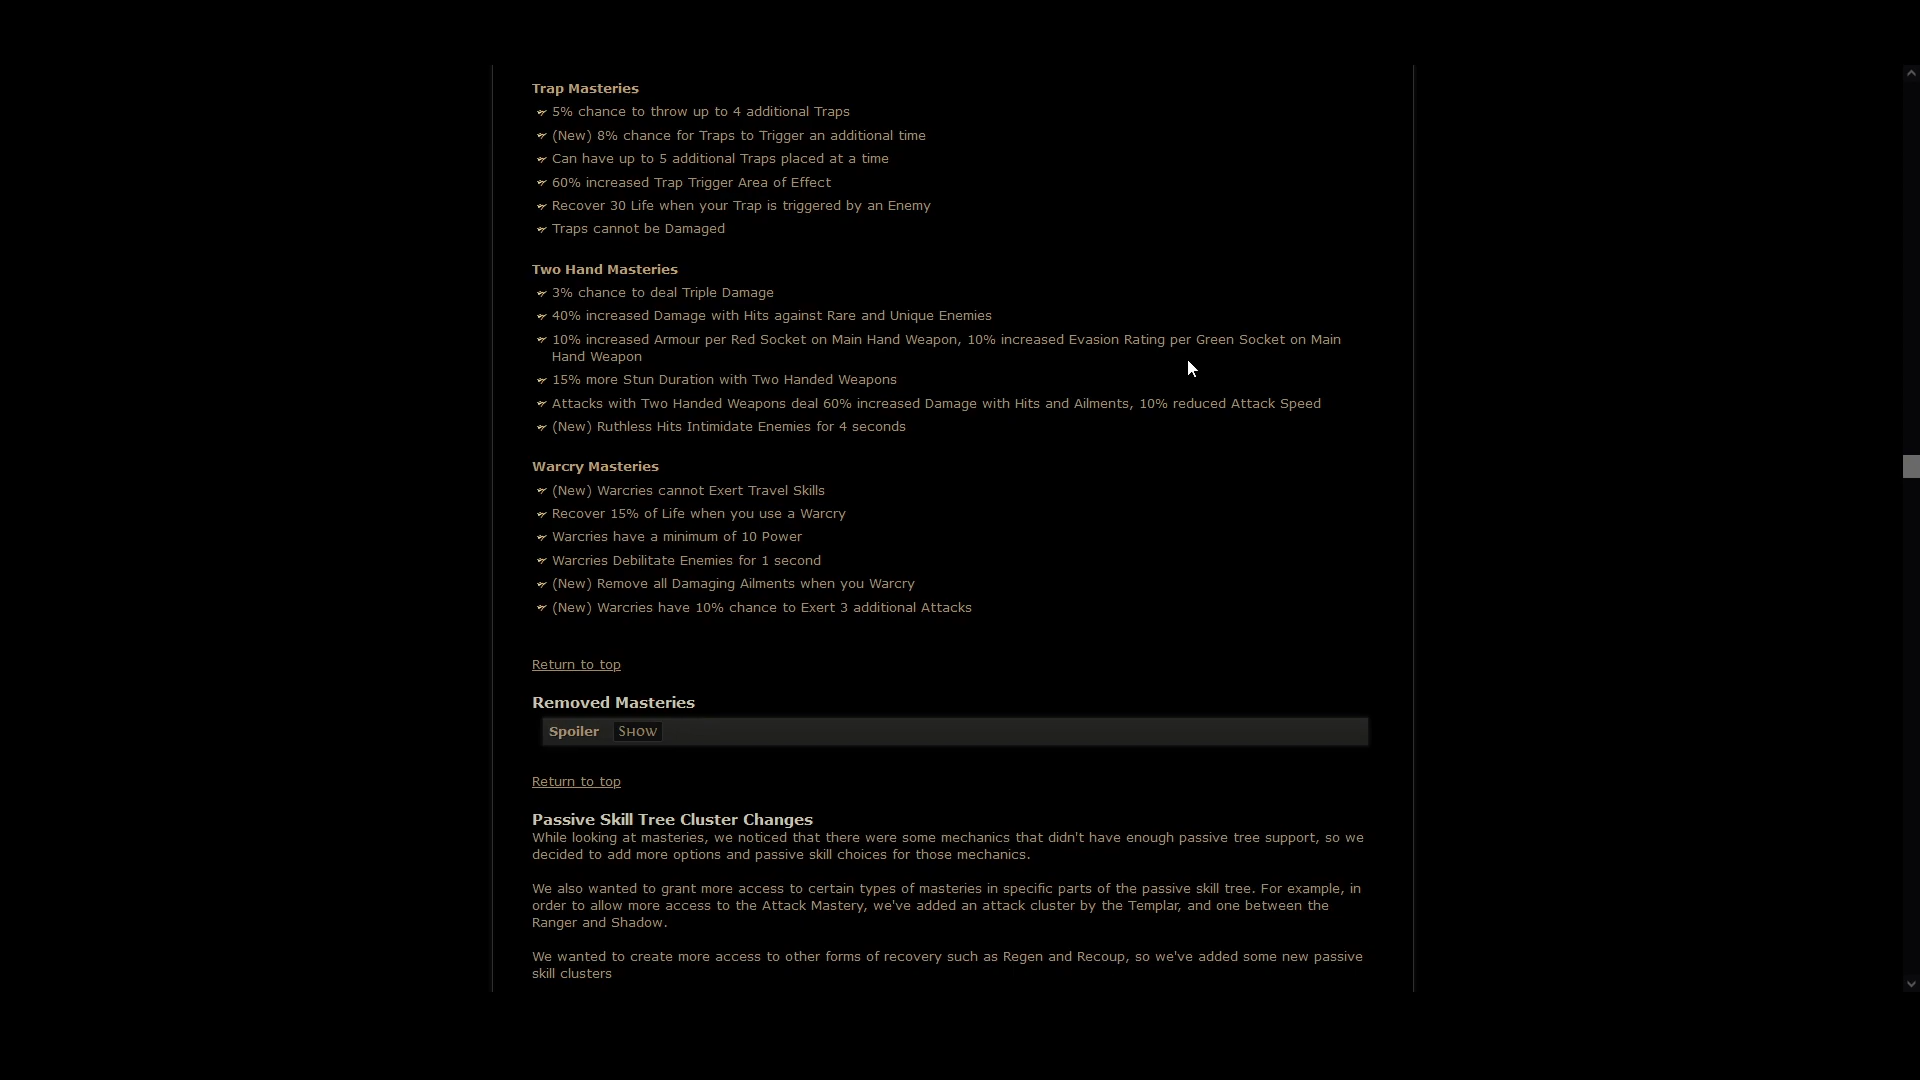 Trap Masteries
5% chance to throw up to 4 additional Traps
(New) 8% chance for Traps to Trigger an additional time
Can have up to 5 additional Traps placed at a time
60% increased Trap Trigger Area of Effect
Recover 30 Life when your Trap is triggered by an Enemy
Traps cannot be Damaged
Two Hand Masteries
3% chance to deal Triple Damage
40% increased Damage with Hits against Rare and Unique Enemies
10% increased Armour per Red Socket on Main Hand Weapon, 10% increased Evasion Rating per Green Socket on Main
Hand Weapon
15% more Stun Duration with Two Handed Weapons
Attacks with Two Handed Weapons deal 60% increased Damage with Hits and Ailments, 10% reduced Attack Speed
(New) Ruthless Hits Intimidate Enemies for 4 seconds
Warcry Masteries
(New) Warcries cannot Exert Travel Skills
Recover 15% of Life when you use a Warcry
Warcries have a minimum of 10 Power
Warcries Debilitate Enemies for 1 second
(New) Remove all Damaging Ailments when you Warcry
(New) Warcries have 10% chance to Exert 3 additional Attacks
Return to top
Removed Masteries
Spoiler Show
Return to top
Passive Skill Tree Cluster Changes
While looking at masteries, we noticed that there were some mechanics that didn't have enough passive tree support, so we
decided to add more options and passive skill choices for those mechanics.
We also wanted to grant more access to certain types of masteries in specific parts of the passive skill tree. For example, in
order to allow more access to the Attack Mastery, we've added an attack cluster by the Templar, and one between the
Ranger and Shadow.
We wanted to create more access to other forms of recovery such as Regen and Recoup, so we've added some new passive
skill clusters